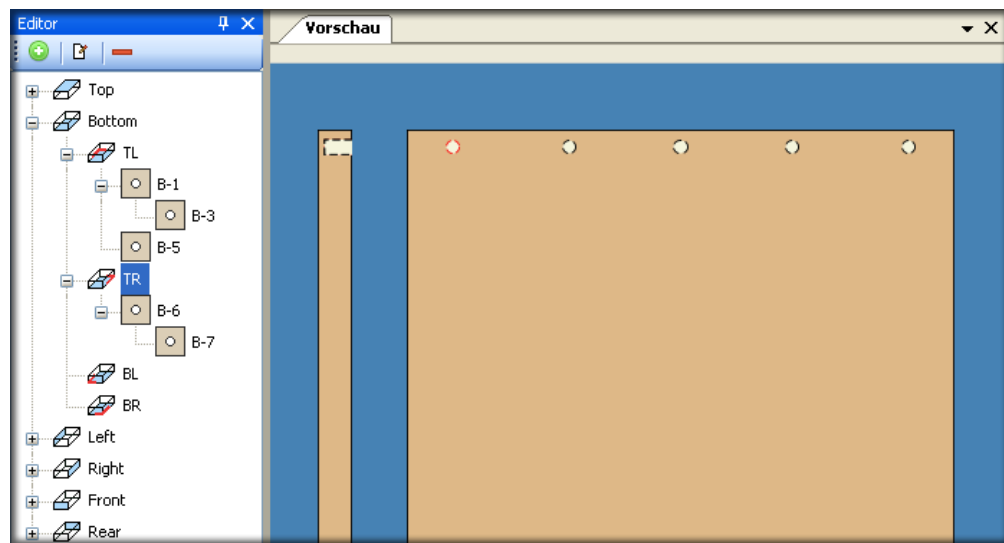 Editor
Vorschau
Top
Bottom
TL
B-1
B-3
B-5
TR
B-6
B-7
BL
BR
Left
Right
Front
Rear